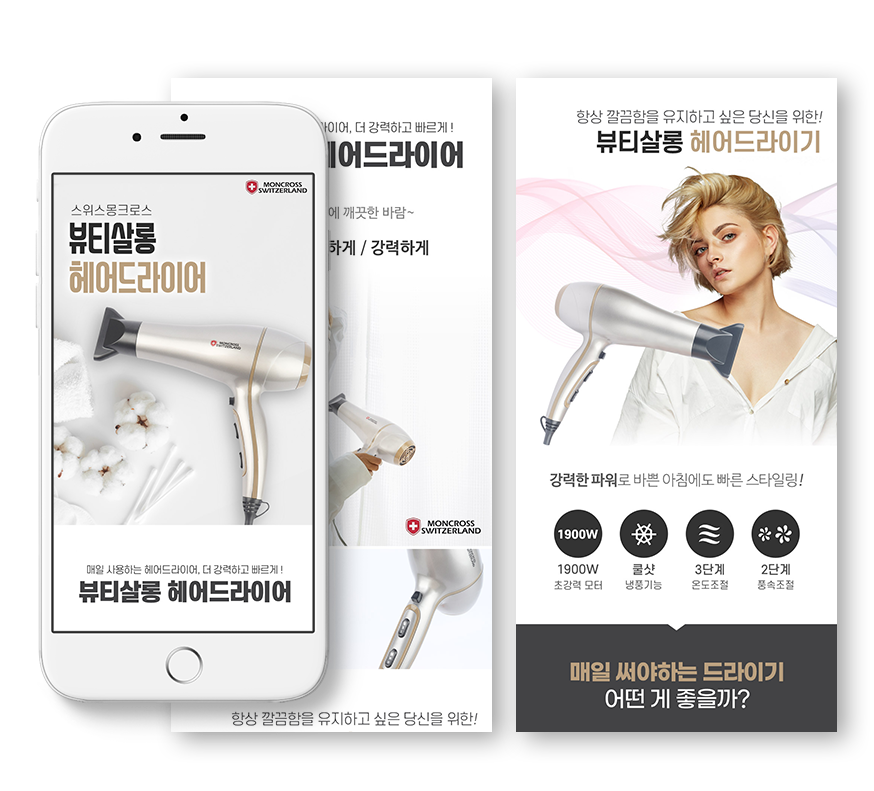 MONCROSS
SWITZERLAND
스위스몽크로스
뷰티살롱
헤어드라이어
MONCROSS
SWITZERLAND
매일 사용하는 헤어드라이어, 더 강력하고 빠르게 !
뷰티살롱 헤어드라이어
라이어, 더 강력하고 빠르게 !
헤어드라이어
에 깨끗한 바람~
하게 / 강력하게
MONCROSS
SWITZERLAND
항상 깔끔함을 유지하고 싶은 당신을 위한!
항상 깔끔함을 유지하고 싶은 당신을 위한!
뷰티살롱 헤어드라이기
강력한 파워로 바쁜 아침에도 빠른 스타일링!
1900W
1900W 쿨샷 3단계 2단계
초강력 모터 냉풍기능 온도조절 풍속조절
매일 써야하는 드라이기
어떤 게 좋을까?